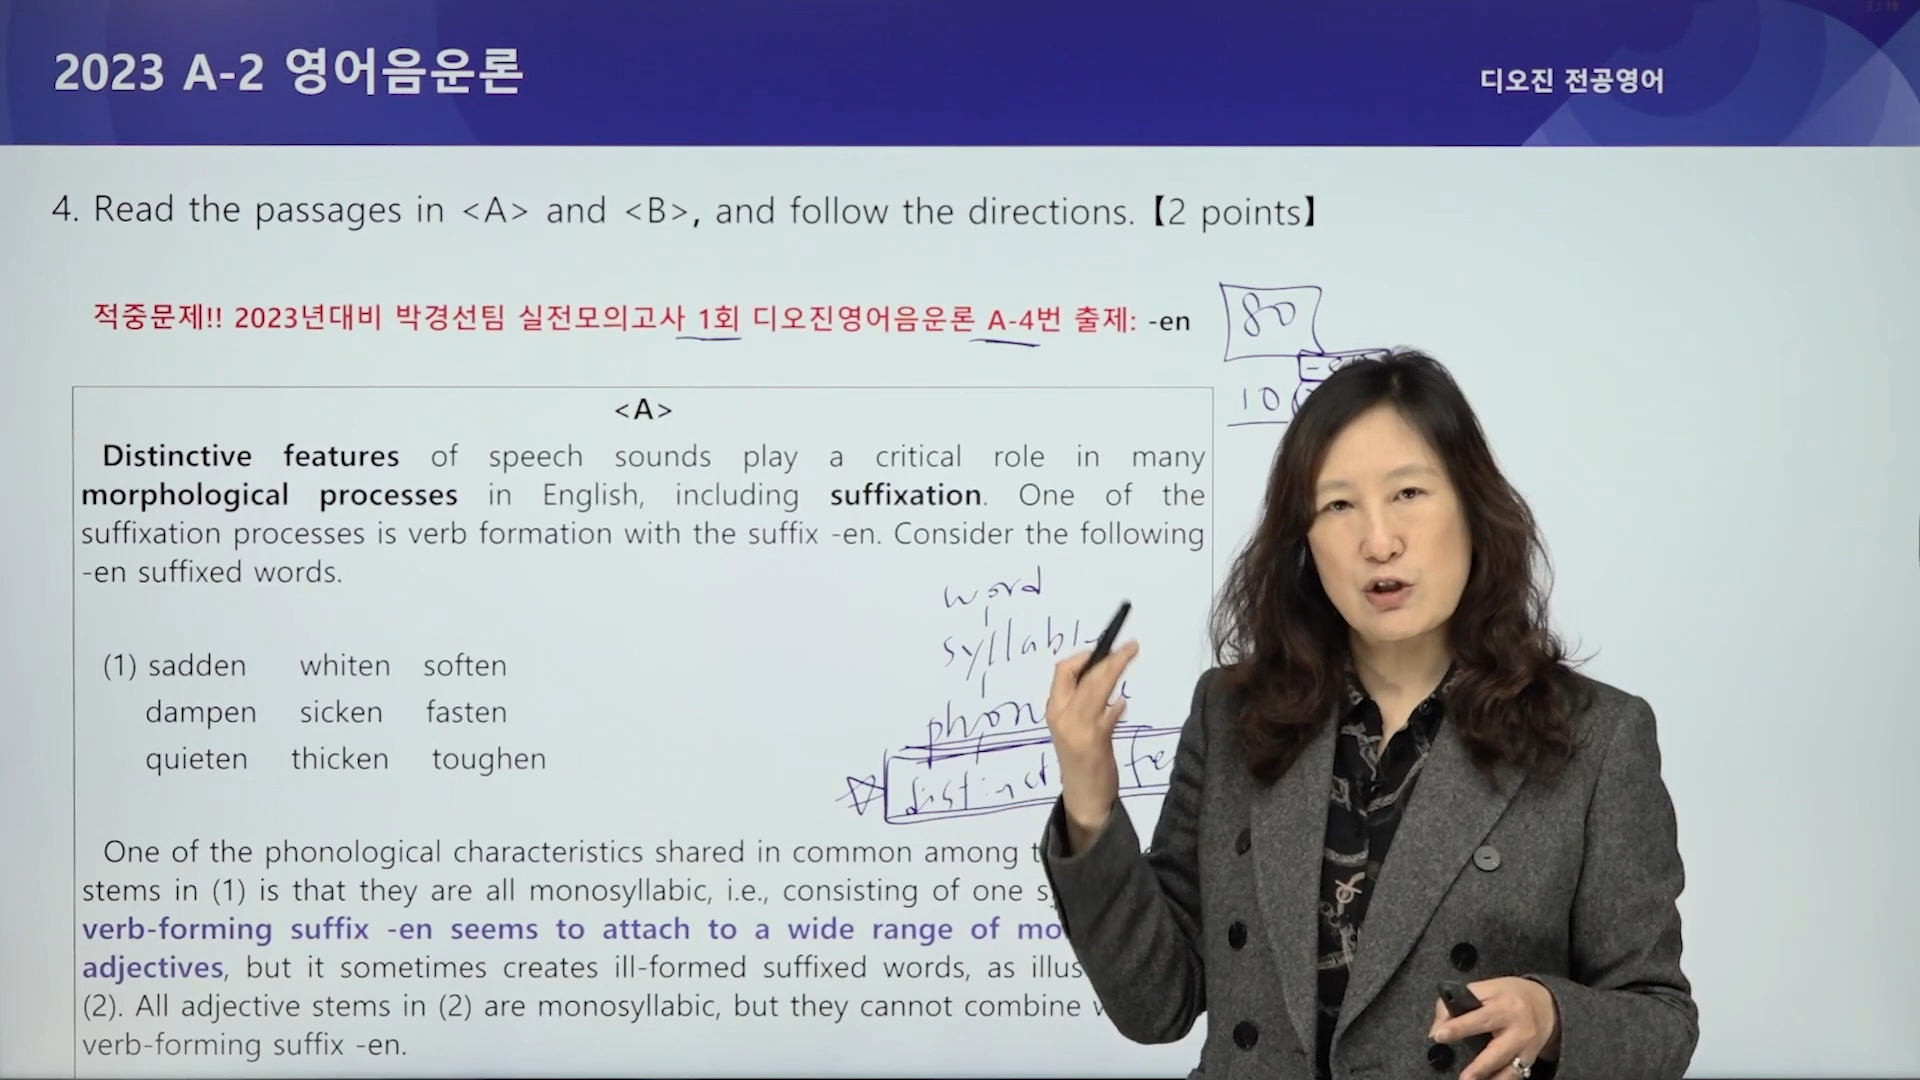 2023 A-2 영어음운론
디오진 전공영어
4. Read the passages in <A> and <B>, and follow the directions.【2 points】
적중문제!! 2023년대비 박경선팀 실전모의고사 1회 디오진영어음운론 A-4번 출제: -en
80
10
<A>
Distinctive features of speech sounds play a critical role in many
morphological processes in English, including suffixation. One of the
suffixation processes is verb formation with the suffix -en. Consider the following
-en suffixed words.
word
syllable
(1) sadden whiten soften
dampen sicken fasten
quieten thicken toughen
One of the phonological characteristics shared in common among
stems in (1) is that they are all monosyllabic, i.e., consisting of one
verb-forming suffix -en seems to attach to a wide range of
adjectives, but it sometimes creates ill-formed suffixed words, as
(2). All adjective stems in (2) are monosyllabic, but they cannot combine
verb-forming suffix -en.